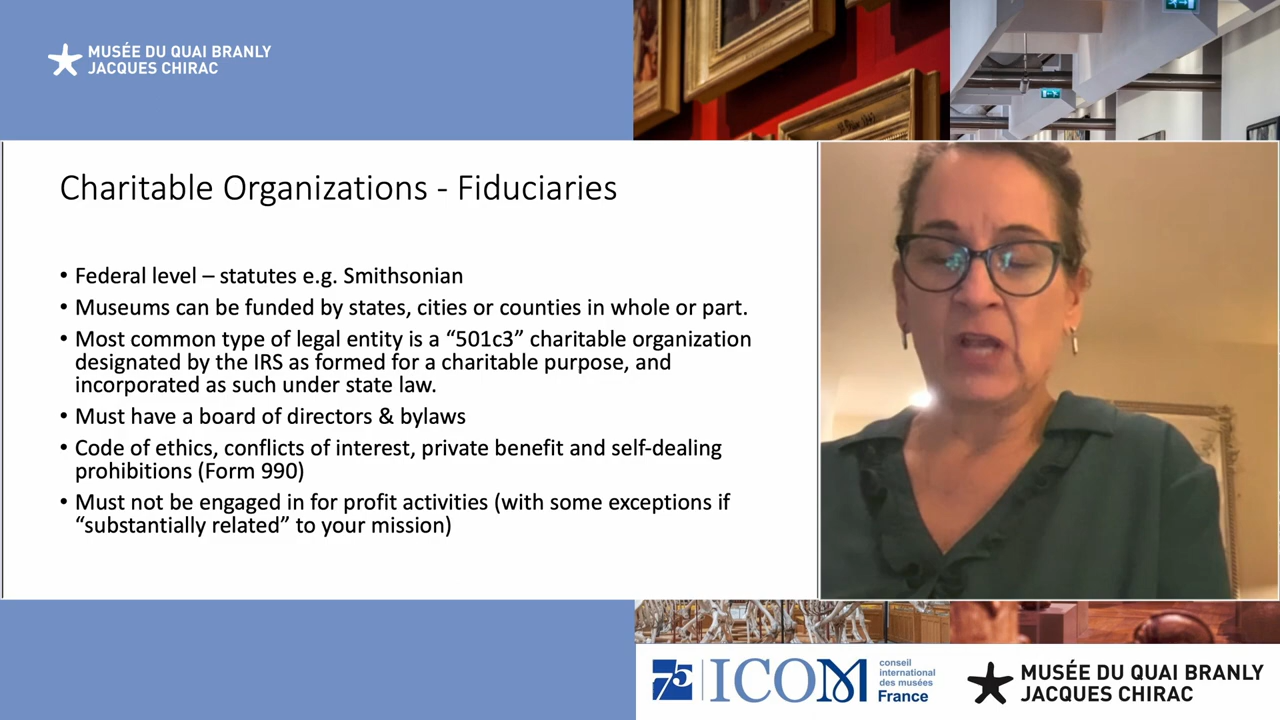 MUSÉE DU QUAI BRANLY
JACQUES CHIRAC
Charitable Organizations - Fiduciaries
• Federal level – statutes e.g. Smithsonian
• Museums can be funded by states, cities or counties in whole or part.
• Most common type of legal entity is a “501c3” charitable organization
designated by the IRS as formed for a charitable purpose, and
incorporated as such under state law.
• Must have a board of directors & bylaws
• Code of ethics, conflicts of interest, private benefit and self-dealing
prohibitions (Form 990)
• Must not be engaged in for profit activities (with some exceptions if
“substantially related” to your mission)
75
ICOM
conseil
international
des musées
France
MUSÉE DU QUAI BRANLY
JACQUES CHIRAC